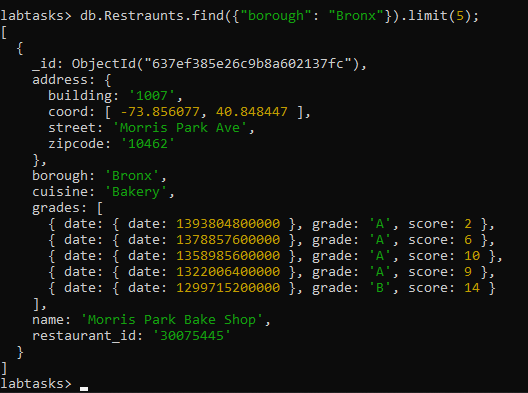 labtasks> db.Restraunts.find({"borough": "Bronx"}).limit(5);
[
  {
    _id: ObjectId("637ef385e26c9b8a602137fc"),
    address: {
      building: '1007',
      coord: [ -73.856077, 40.848447 ],
      street: 'Morris Park Ave',
      zipcode: '10462'
    },
    borough: 'Bronx',
    cuisine: 'Bakery',
    grades: [
      { date: { date: 1393804800000 }, grade: 'A', score: 2 },
      { date: { date: 1378857600000 }, grade: 'A', score: 6 },
      { date: { date: 1358985600000 }, grade: 'A', score: 10 },
      { date: { date: 1322006400000 }, grade: 'A', score: 9 },
      { date: { date: 1299715200000 }, grade: 'B', score: 14 }
    ],
    name: 'Morris Park Bake Shop',
    restaurant_id: '30075445'
  }
]
labtasks>